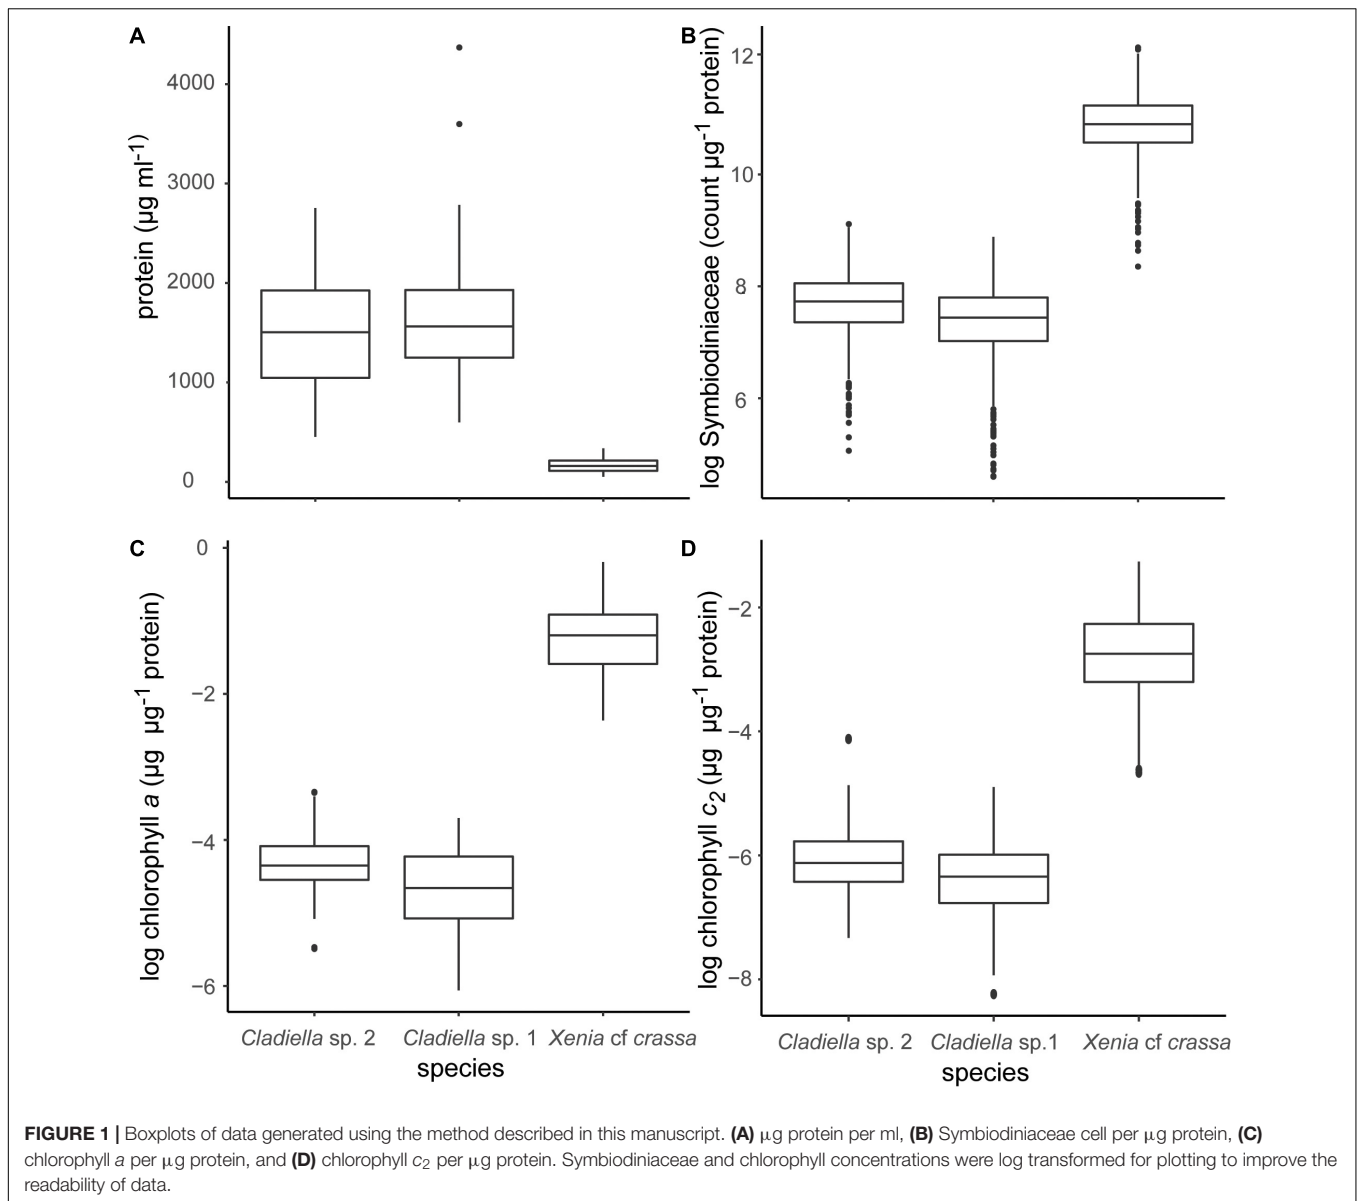 A
protein (µg ml-1)
4000
3000
2000
1000
0
B
log Symbiodiniaceae (count µg-1 protein)
12
10
8
6
C
log chlorophyll a (µg µg-1 protein)
0
−2
−4
−6
Cladiella sp. 2 Cladiella sp. 1 Xenia cf crassa
species
D
log chlorophyll c2 (µg µg-1 protein)
−2
−4
−6
−8
Cladiella sp. 2 Cladiella sp.1 Xenia cf crassa
species
FIGURE 1 | Boxplots of data generated using the method described in this manuscript. (A) µg protein per ml, (B) Symbiodiniaceae cell per µg protein, (C)
chlorophyll a per µg protein, and (D) chlorophyll c2 per µg protein. Symbiodiniaceae and chlorophyll concentrations were log transformed for plotting to improve the
readability of data.